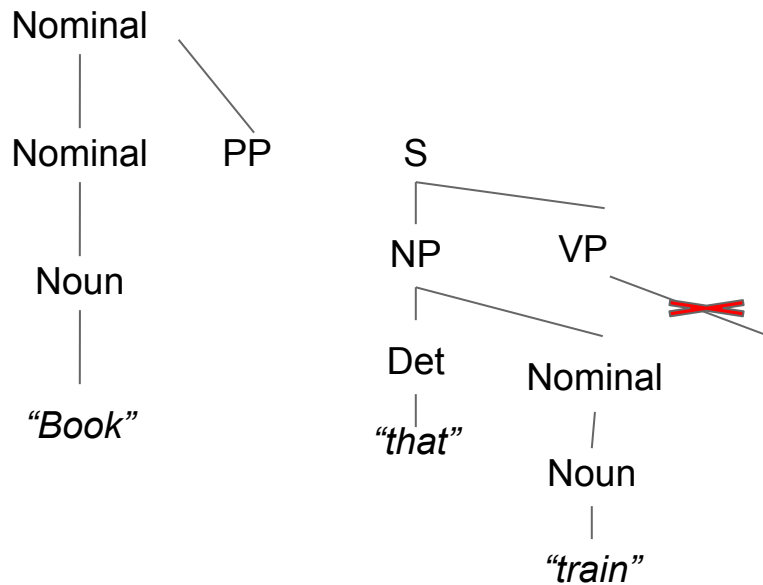 Nominal
Nominal PP S
NP VP
Noun
Det
Nominal
“Book”
“that”
Noun
“train”